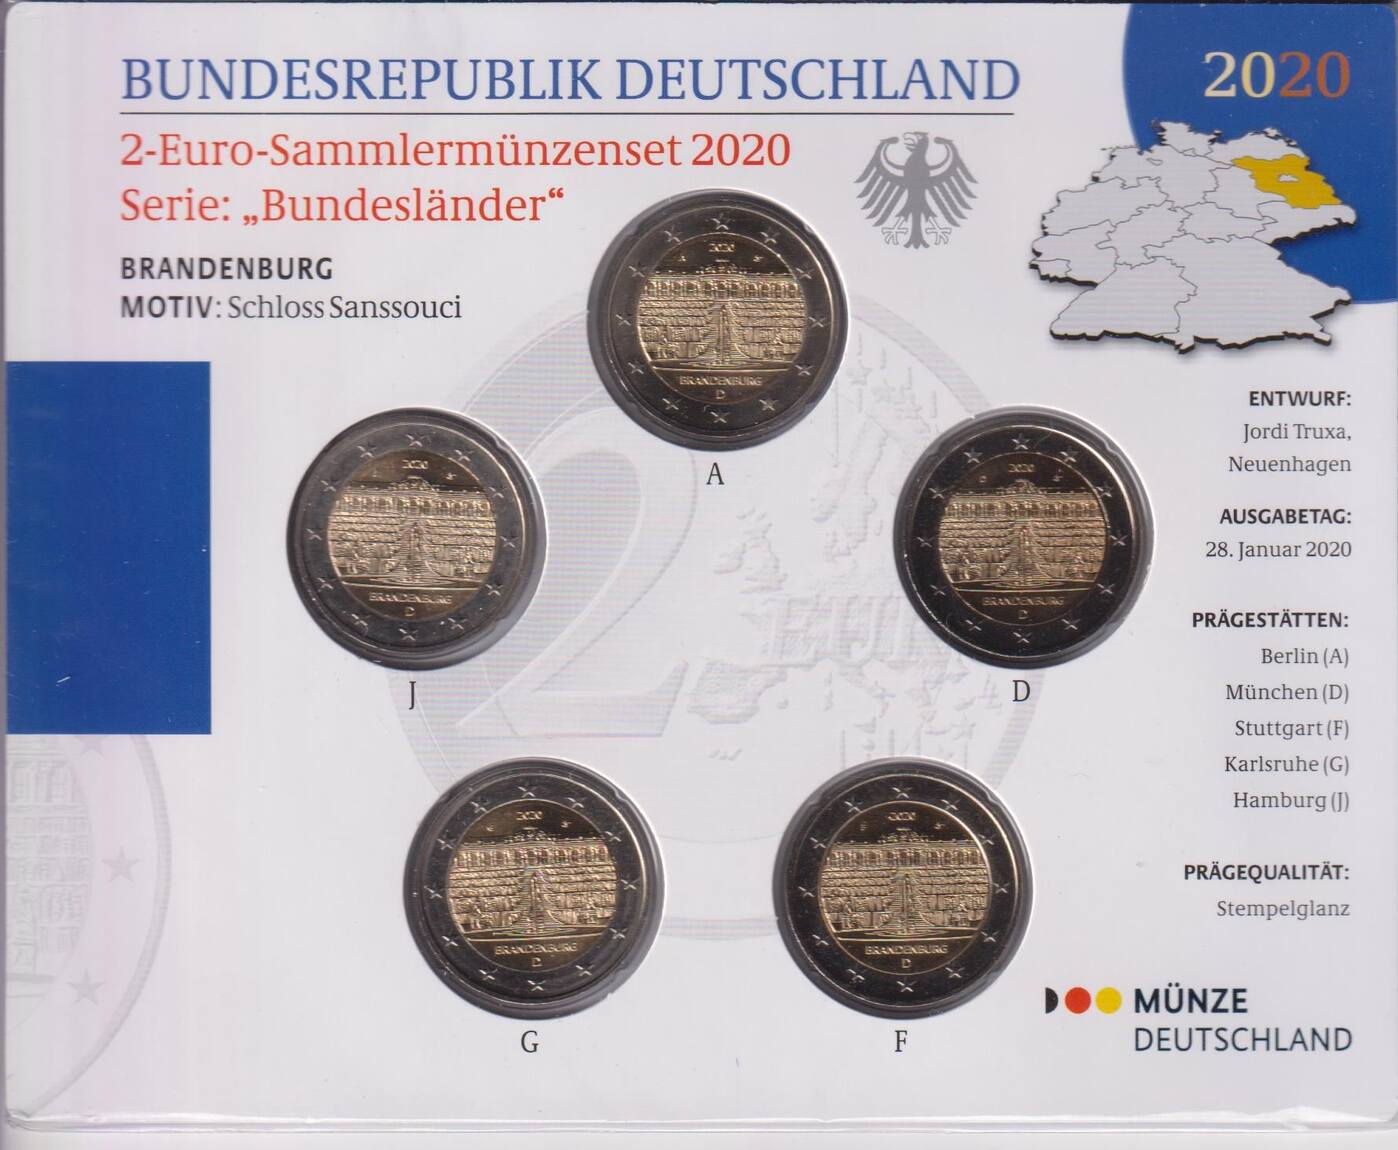 BUNDESREPUBLIK DEUTSCHLAND
2020
2-Euro-Sammlermünzenset 2020
Serie: „Bundesländer“
BRANDENBURG
MOTIV: Schloss Sanssouci
2020
BRANDENBURG
D
A
2020
BRANDENBURG
D
J
2020
BRANDENBURG
D
D
2020
BRANDENBURG
D
G
2020
BRANDENBURG
D
F
2
ENTWURF:
Jordi Truxa,
Neuenhagen
AUSGABETAG:
28. Januar 2020
PRÄGESTÄTTEN:
Berlin (A)
München (D)
Stuttgart (F)
Karlsruhe (G)
Hamburg (J)
PRÄGEQUALITÄT:
Stempelglanz
MÜNZE
DEUTSCHLAND